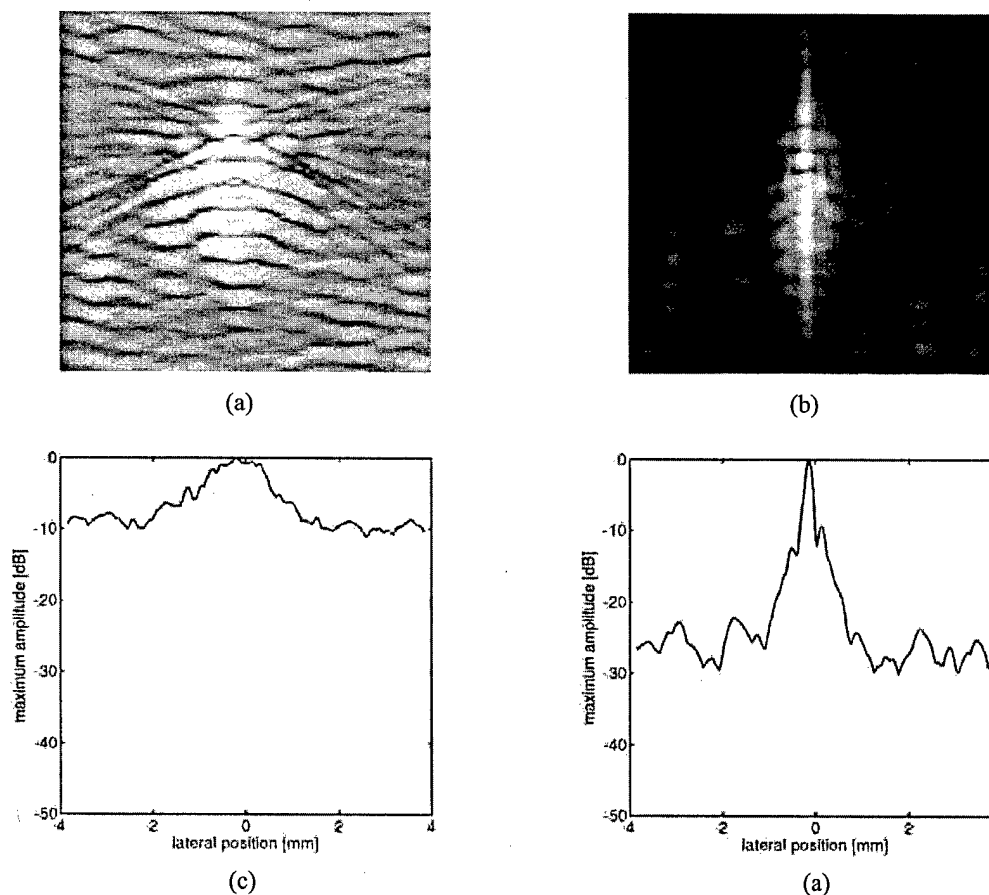 (a)
(b)
0
-10
-20
-30
-40
-50
maximum amplitude [dB]
-4
-2
0
2
4
lateral position [mm]
(c)
0
-10
-20
-30
-40
-50
maximum amplitude [dB]
-4
-2
0
2
lateral position [mm]
(a)